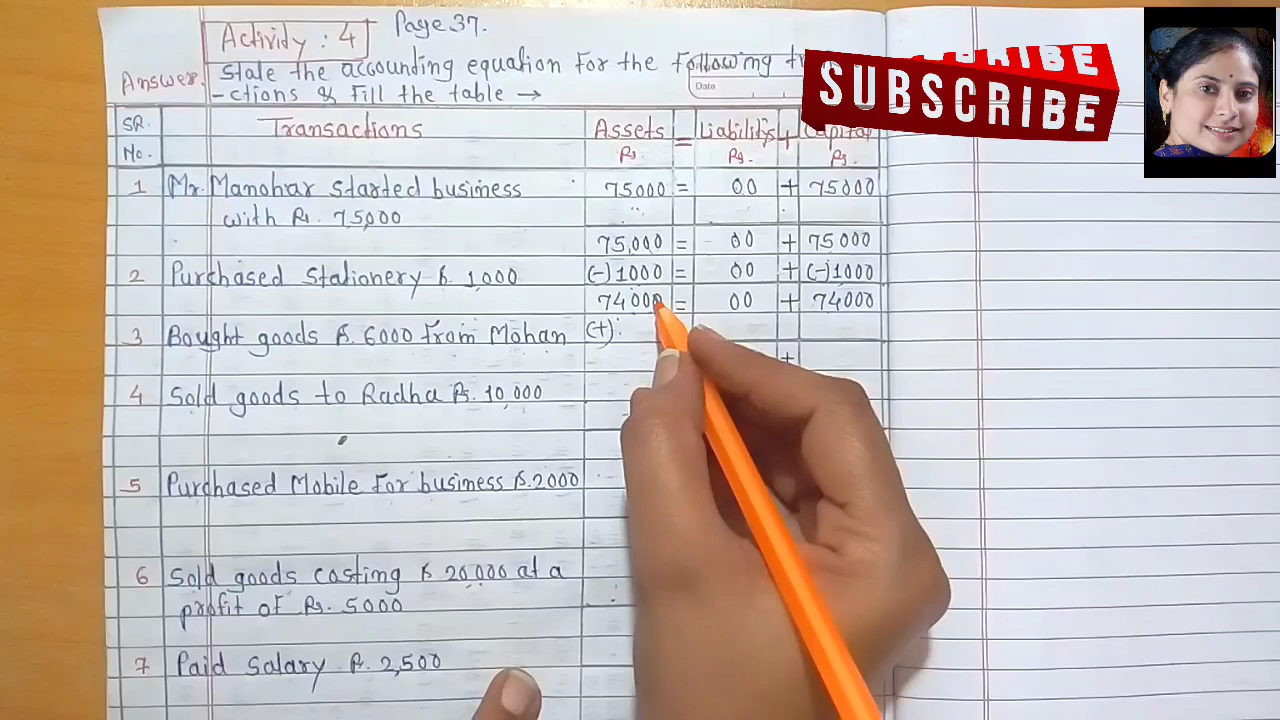 Activity : 4 Page 37.
Answer. State the accounting equation for the following
-ctions & Fill the table →
Date
SUBSCRIBE
SR. No. Transactions Assets Rs. = Liability's Rs. + Capital Rs.
1 Mr. Manohar started business 75000 = 00 + 75000
with Rs. 75,000
75,000 = 00 + 75000
2 Purchased Stationery Rs. 1,000 (-) 1000 = 00 + (-) 1000
74000 = 00 + 74000
3 Bought goods Rs. 6000 from Mohan (+)
+
4 Sold goods to Radha Rs. 10,000
5 Purchased Mobile For business Rs. 2000
6 Sold goods costing Rs 20,000 at a
profit of Rs. 5000
7 Paid Salary Rs. 2,500